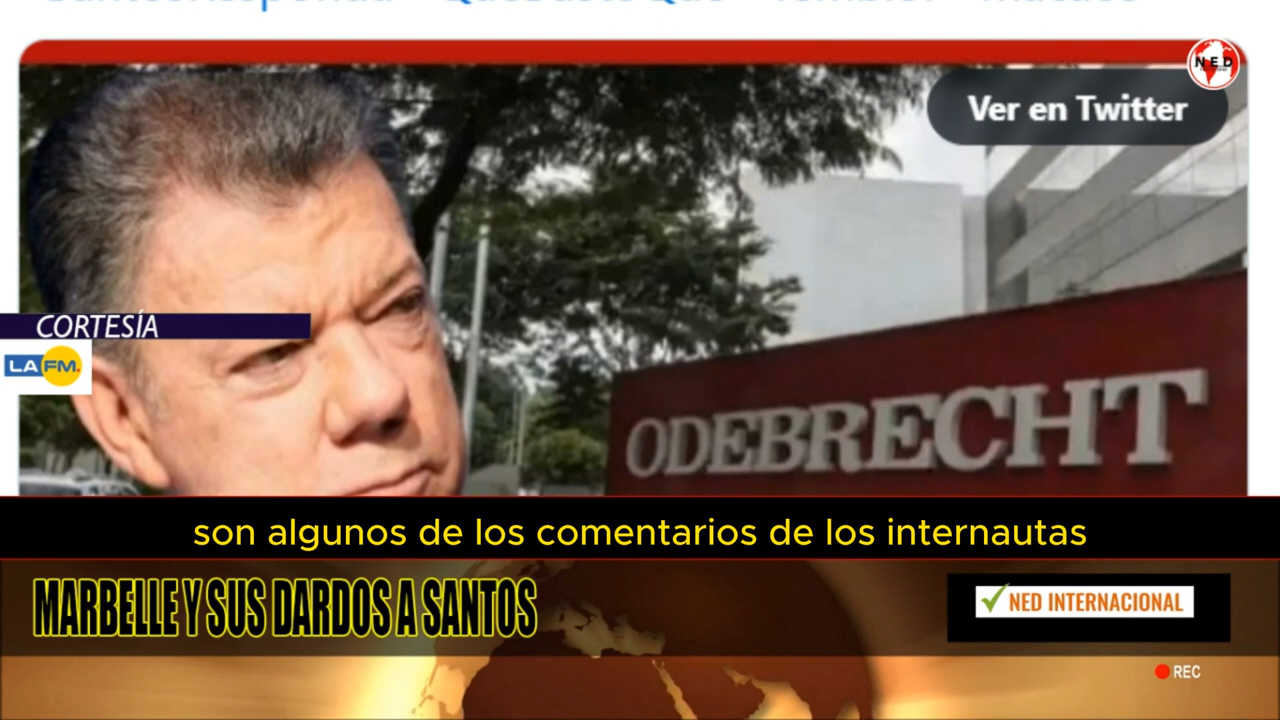 NED
Ver en Twitter
CORTESÍA
LA FM.
ODEBRECHT
son algunos de los comentarios de los internautas
MARBELLE Y SUS DARDOS A SANTOS
NED INTERNACIONAL
REC